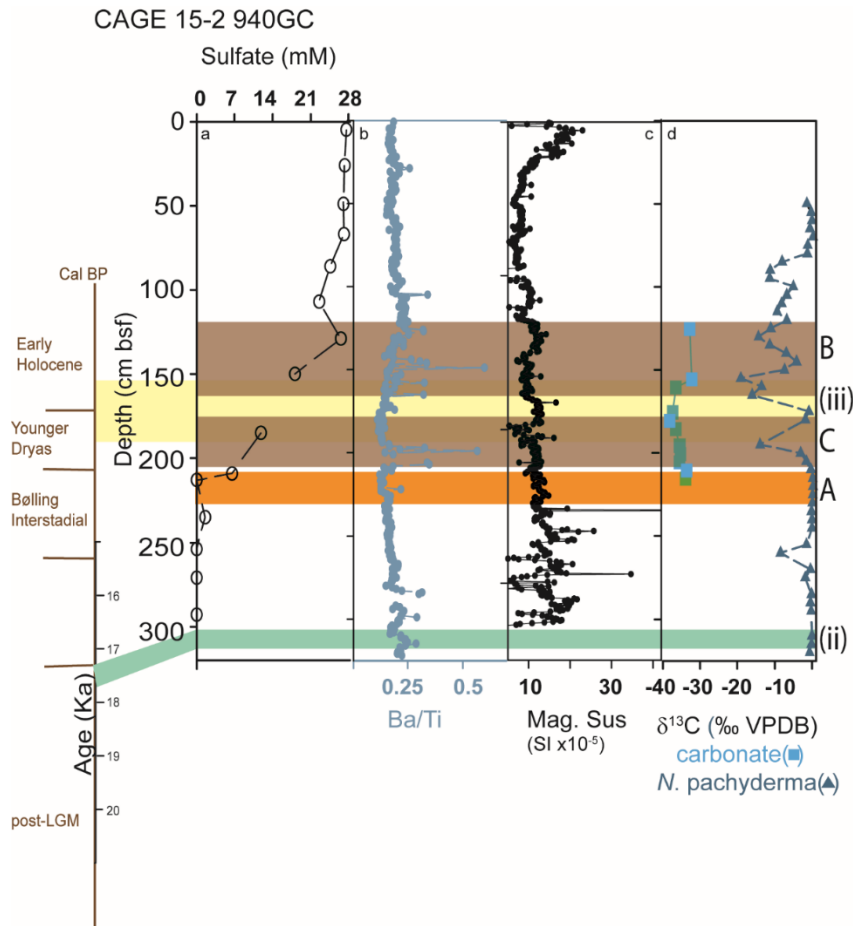 CAGE 15-2 940GC
Sulfate (mM)
0 7 14 21 28
a b c d
0
50
100
150
200
250
300
Depth (cm bsf)
Cal BP
Early
Holocene
Younger
Dryas
Bølling
Interstadial
post-LGM
16
17
18
19
20
Age (Ka)
B
(iii)
C
A
(ii)
0.25 0.5
Ba/Ti
10 30
Mag. Sus
(SI x10-5)
-40 -30 -20 -10
δ13C (‰ VPDB)
carbonate(■)
N. pachyderma(▲)